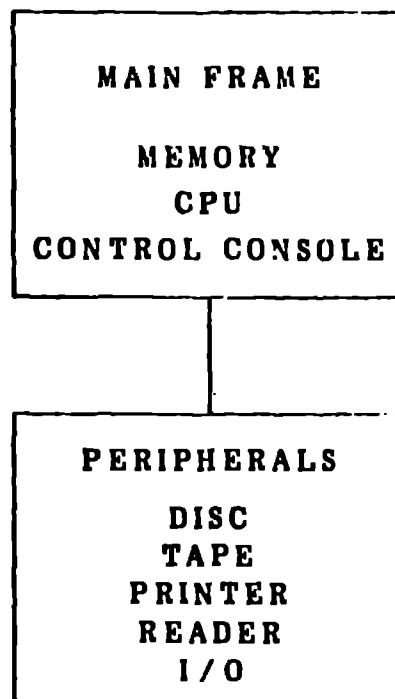 MAIN FRAME
MEMORY
CPU
CONTROL CONSOLE
PERIPHERALS
DISC
TAPE
PRINTER
READER
I/O